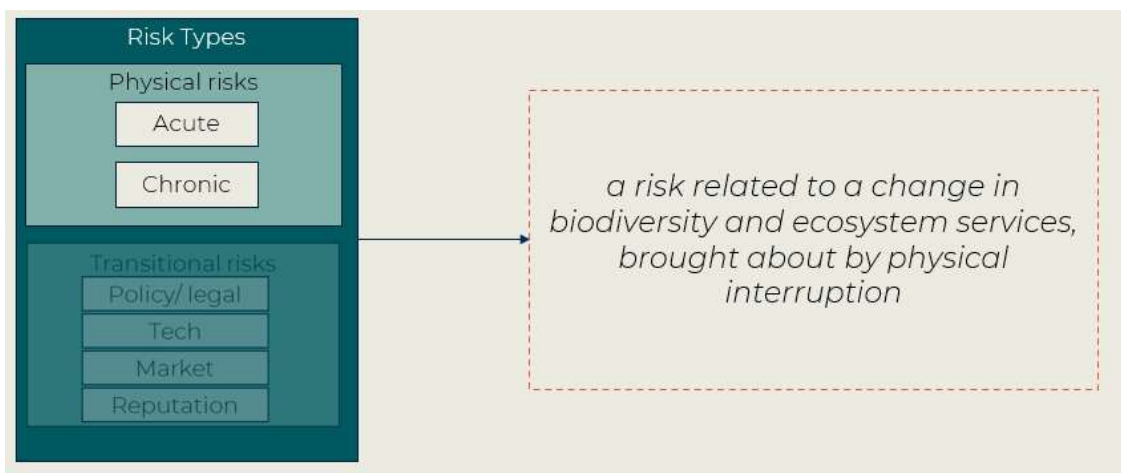 Risk Types
Physical risks
Acute
Chronic
Transitional risks
Policy/ legal
Tech
Market
Reputation
a risk related to a change in
biodiversity and ecosystem services,
brought about by physical
interruption